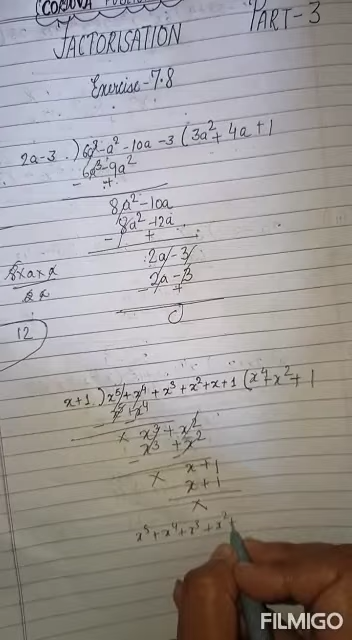 PART-3
FACTORISATION
Exercise-7.8
2a-3 ) 6a³-a²-10a-3 ( 3a²+4a+1
6a³-9a²
- +
8a²-10a
8a²-12a
- +
2a-3
2a-3
- +
0
12
x+1 ) x⁵+x⁴+x³+x²+x+1 ( x⁴+x²+1
x⁵+x⁴
x x³+x²
x³+x²
x x+1
x+1
x
x⁵+x⁴+x³+x²+
FILMIGO